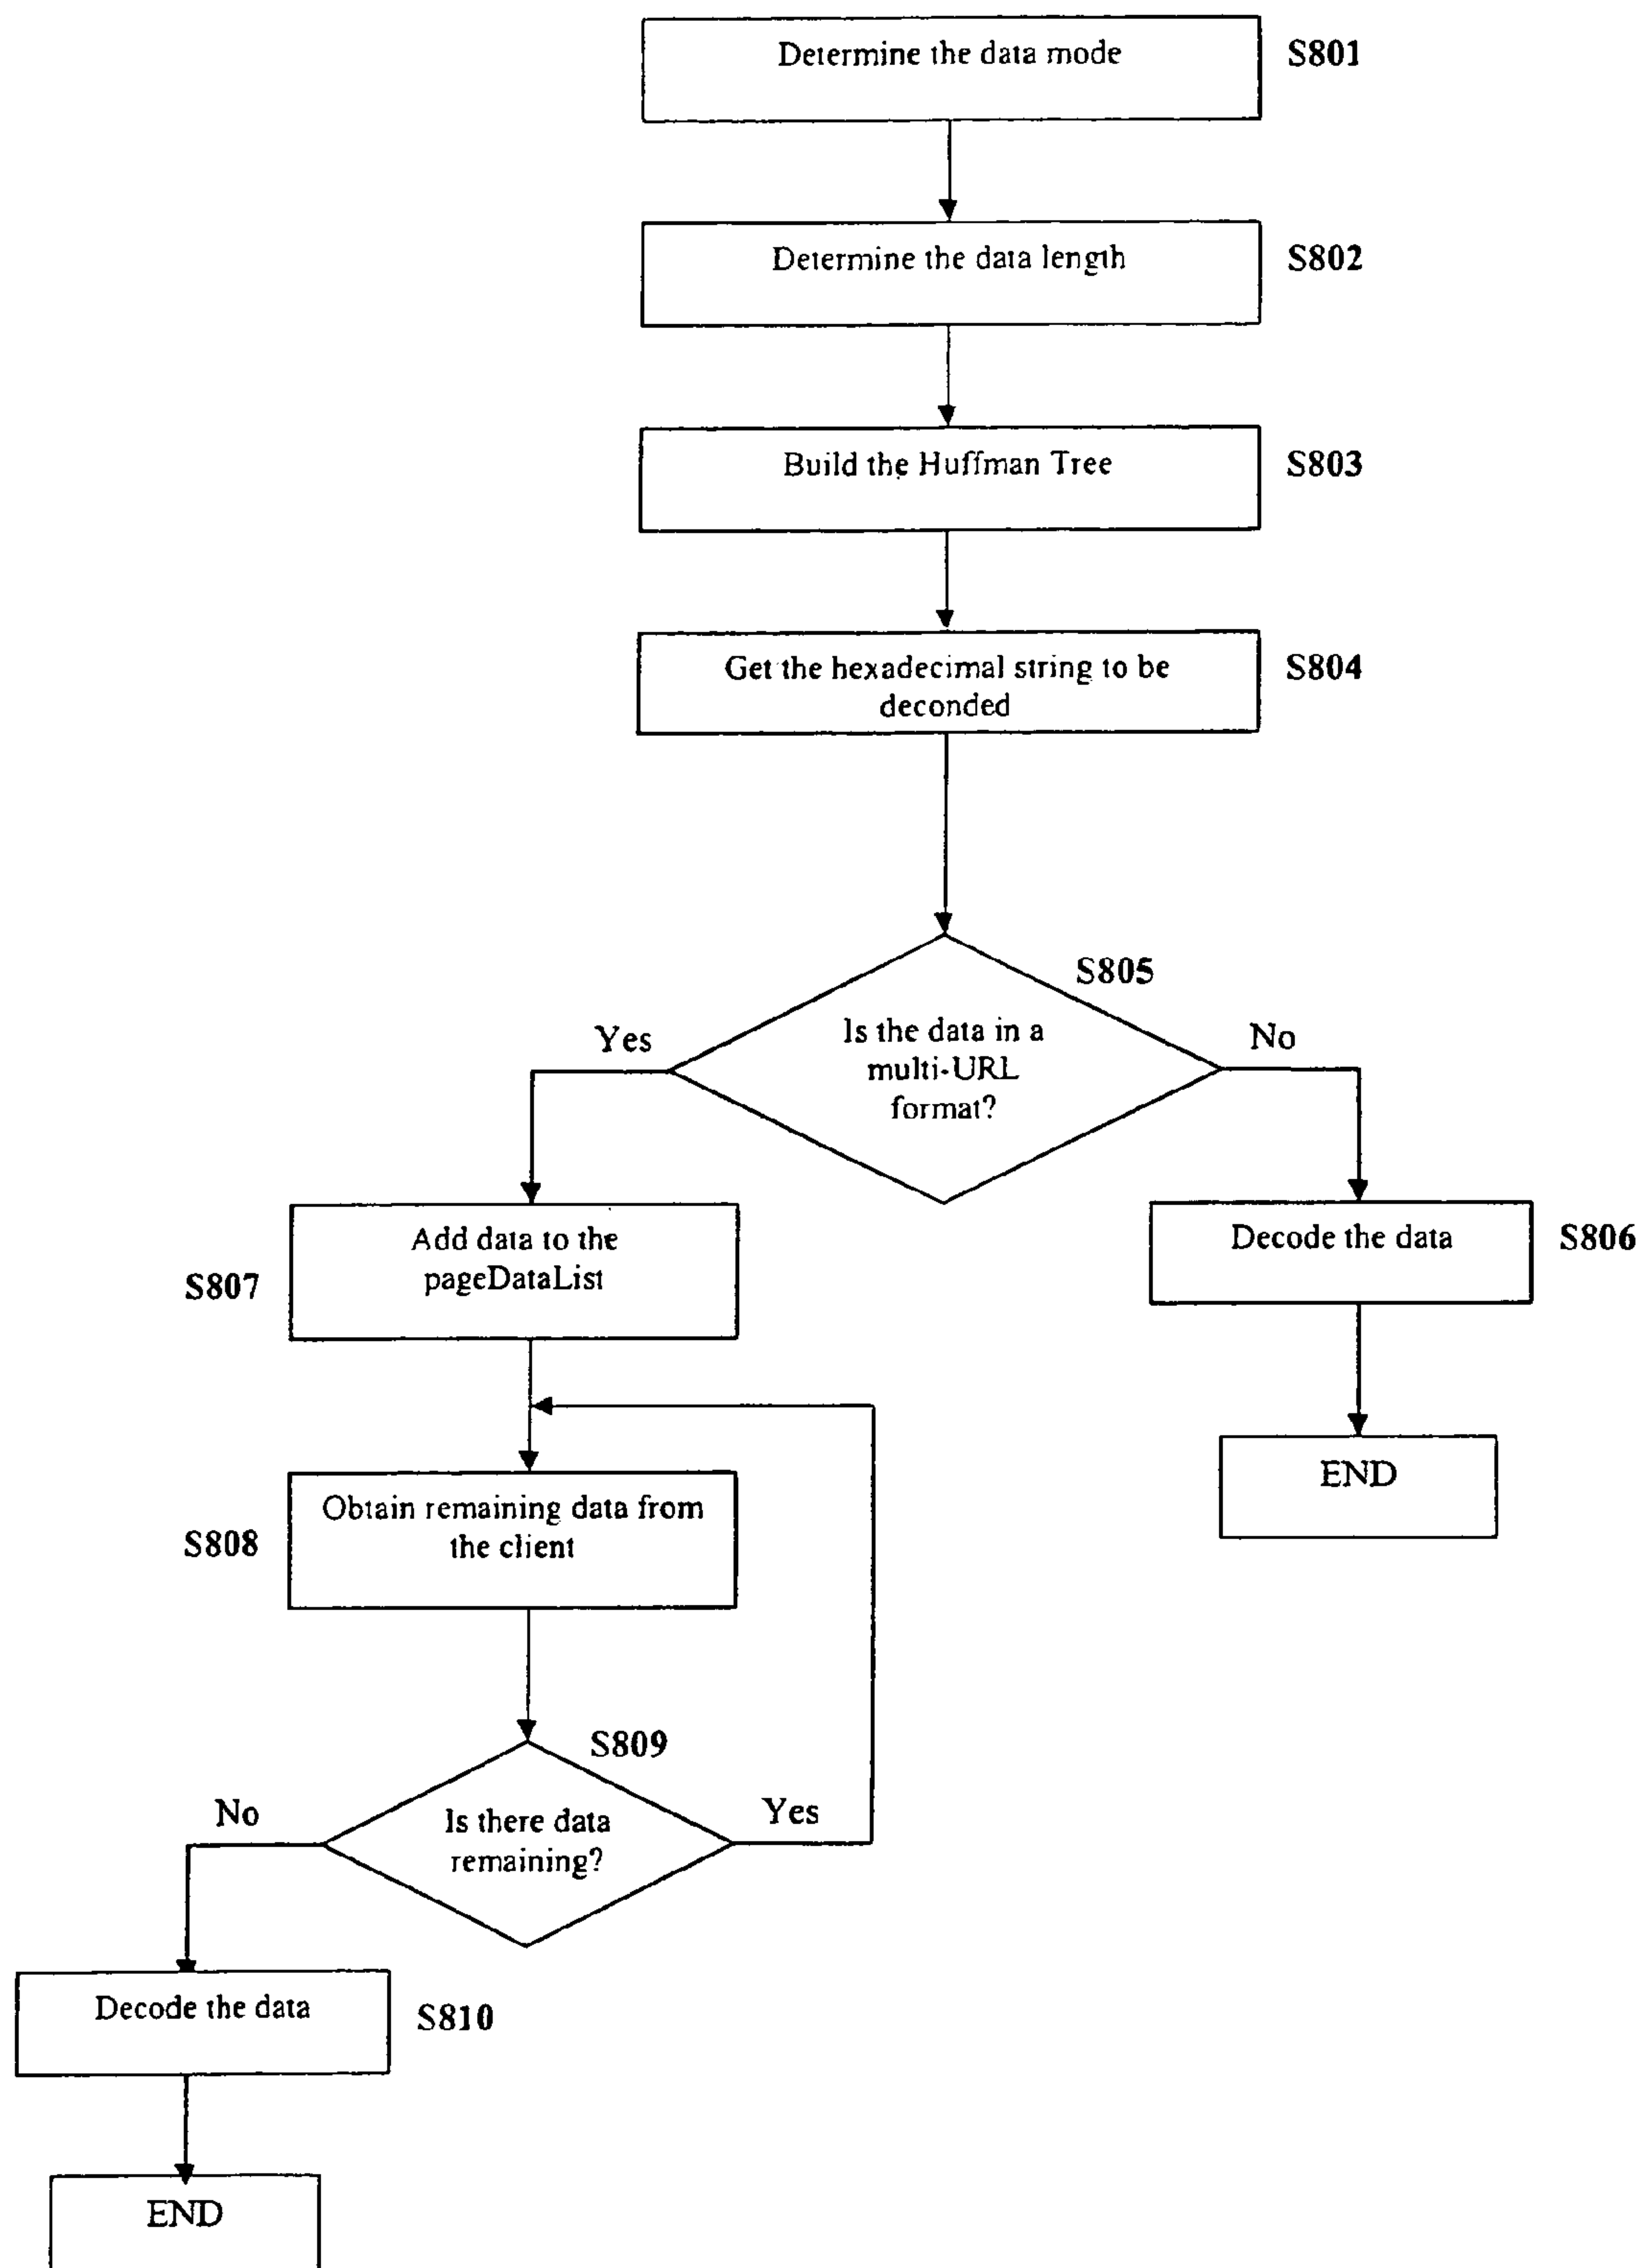 Determine the data mode
S801
Determine the data length
S802
Build the Huffman Tree
S803
Get the hexadecimal string to be
deconded
S804
S805
Is the data in a
multi-URL
format?
Yes
No
Add data to the
pageDataList
S807
Decode the data
S806
END
Obtain remaining data from
the client
S808
S809
Is there data
remaining?
No
Yes
Decode the data
S810
END